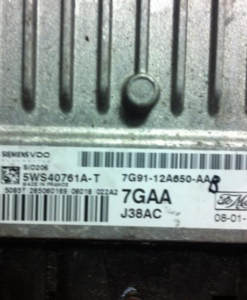 SIEMENS VDO
SID206
5WS40761A-T
MADE IN FRANCE
7G91-12A650-AA
7GAA
J38AC
08-01-